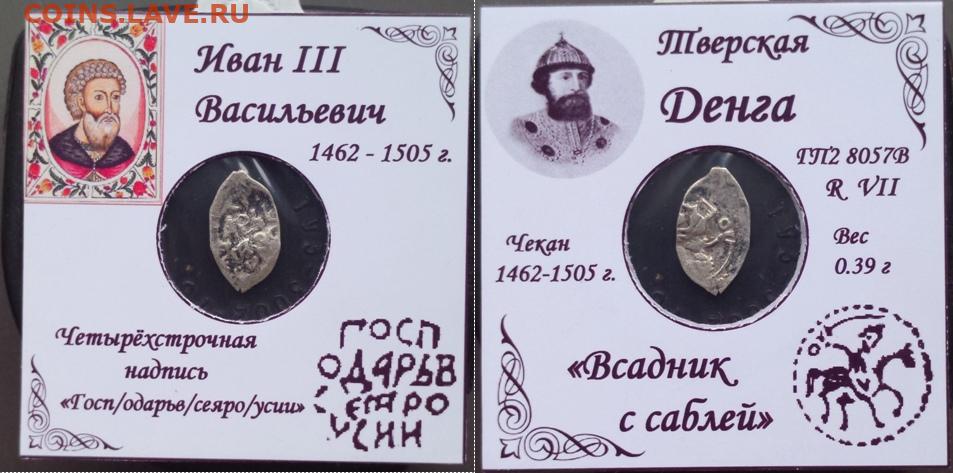 COINS.LAVE.RU
Иван III
Васильевич
1462 - 1505 г.
Четырёхстрочная
надпись
«Госп/одарьв/сеяро/усии»
ГОСП
ОДАРЬВ
УСИИ
Тверская
Денга
ГП2 8057В
R VII
Чекан
1462-1505 г.
Вес
0.39 г
«Всадник
с саблей»